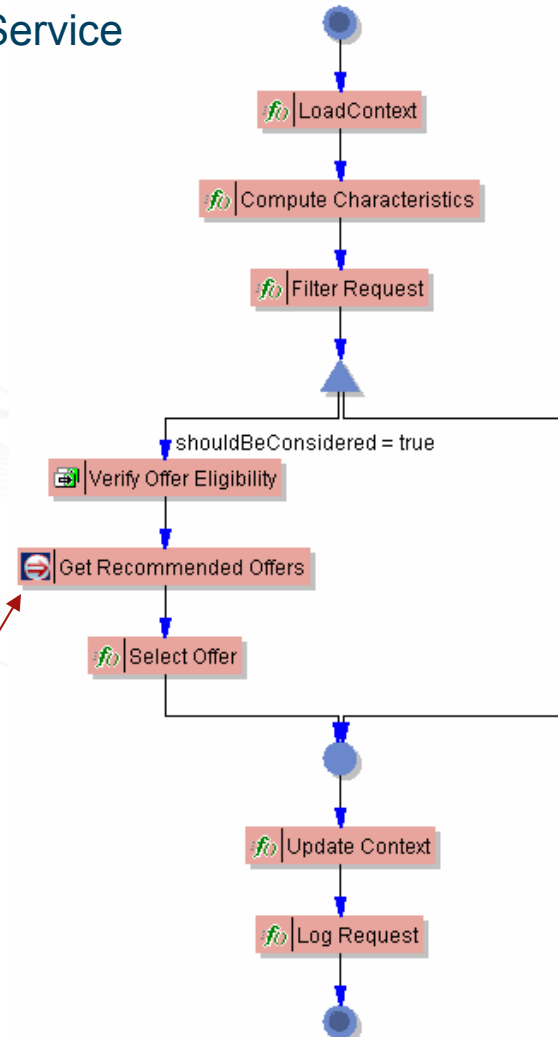 Service
LoadContext
Compute Characteristics
Filter Request
shouldBeConsidered = true
Verify Offer Eligibility
Get Recommended Offers
Select Offer
Update Context
Log Request